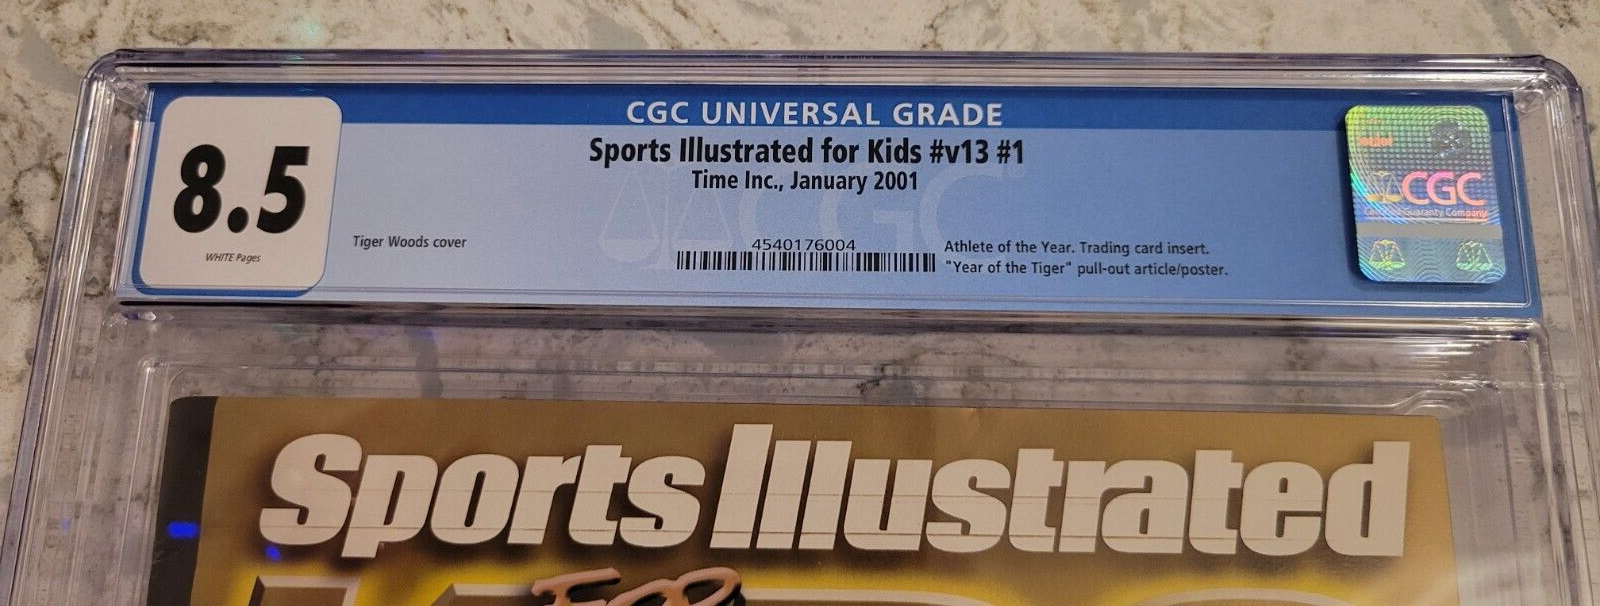 CGC UNIVERSAL GRADE
8.5
WHITE Pages
Sports Illustrated for Kids #v13 #1
Time Inc., January 2001
Tiger Woods cover
4540176004
Athlete of the Year. Trading card insert.
"Year of the Tiger" pull-out article/poster.
CGC
Guaranty Company
Sports Illustrated